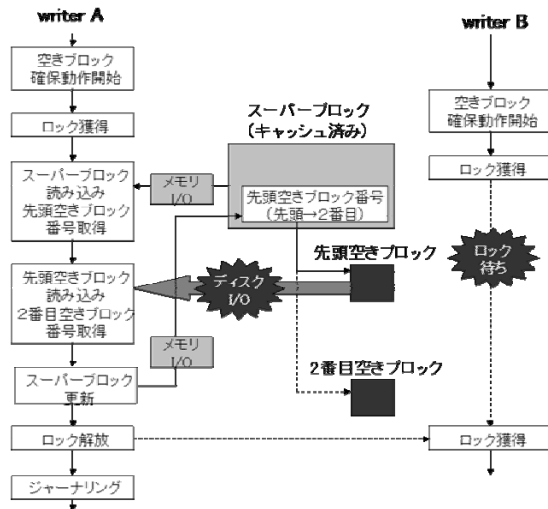 writer A
空きブロック
確保動作開始
ロック獲得
スーパーブロック
読み込み
先頭空きブロック
番号取得
先頭空きブロック
読み込み
2番目空きブロック
番号取得
スーパーブロック
更新
ロック解放
ジャーナリング
スーパーブロック
(キャッシュ済み)
メモリ
I/O
先頭空きブロック番号
(先頭→2番目)
先頭空きブロック
ディスク
I/O
メモリ
I/O
2番目空きブロック
writer B
空きブロック
確保動作開始
ロック獲得
ロック
待ち
ロック獲得